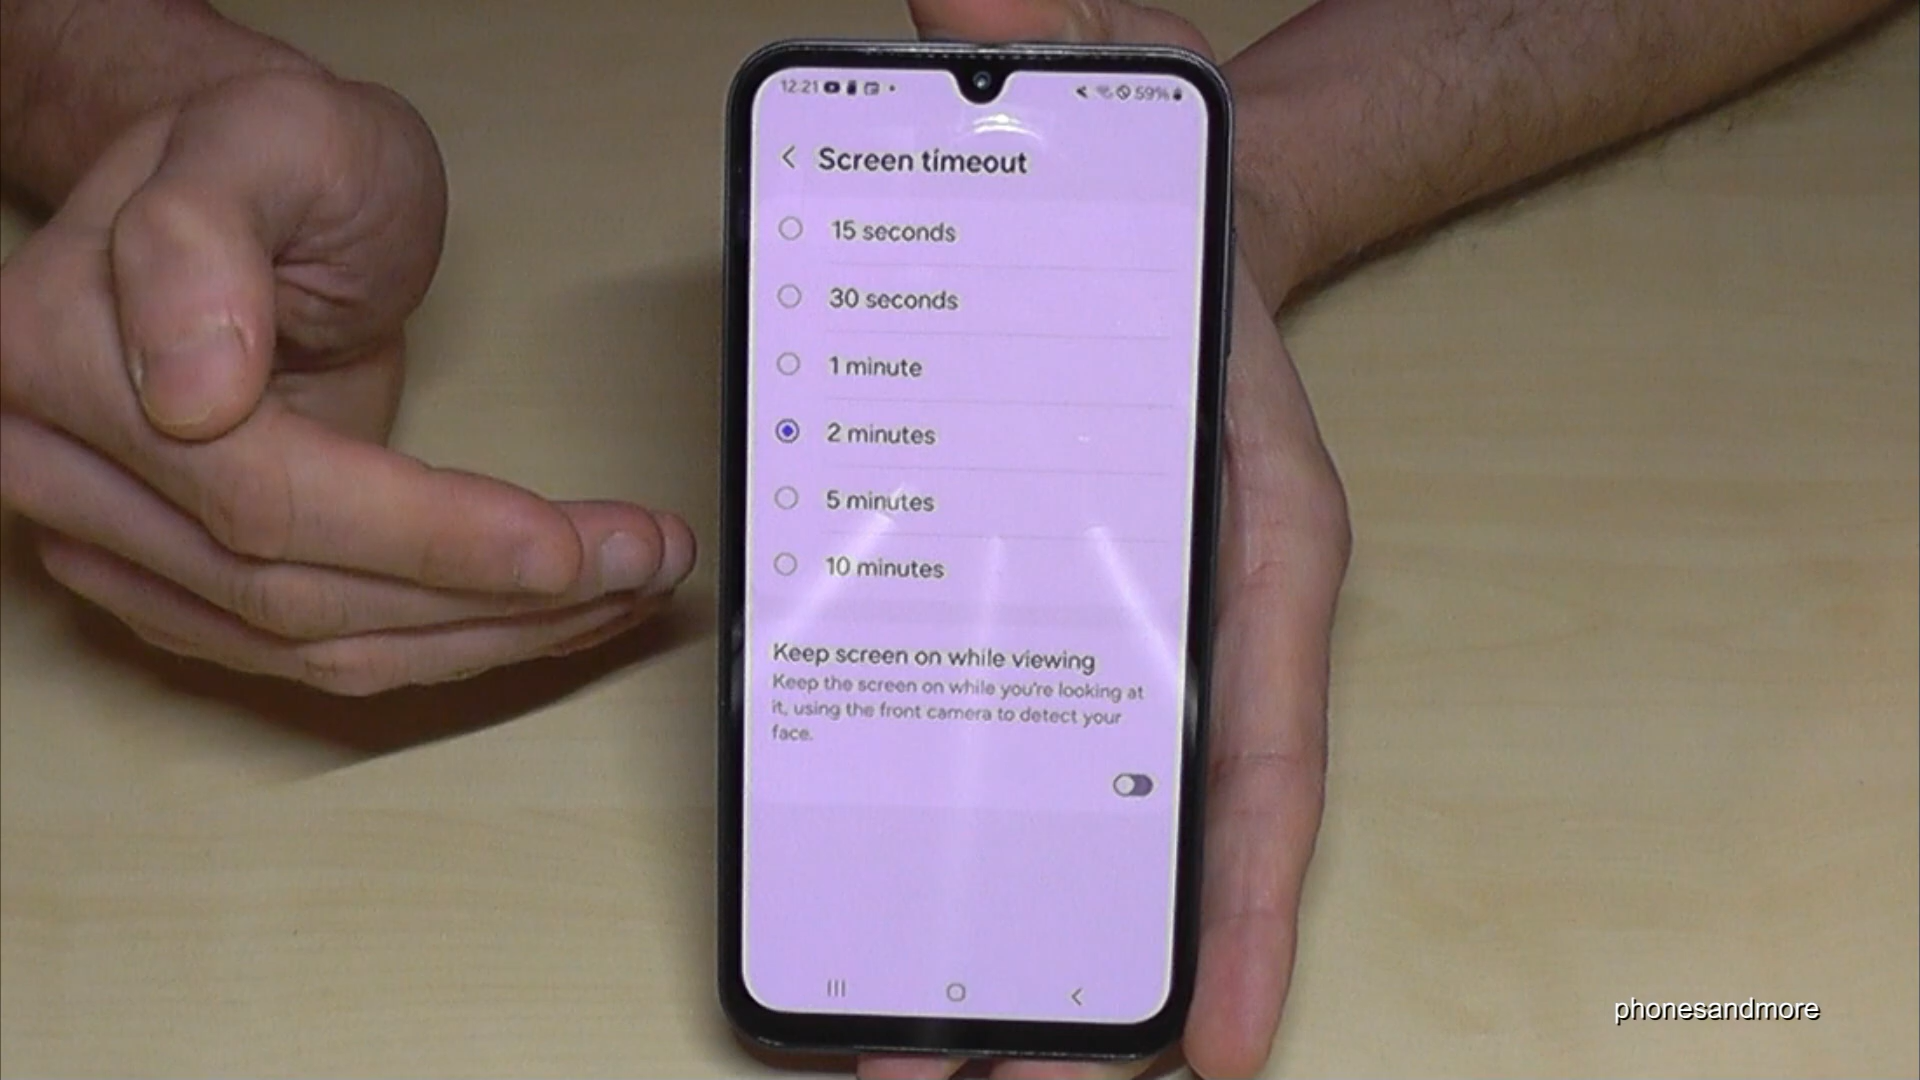 12:21 59%
Screen timeout
15 seconds
30 seconds
1 minute
2 minutes
5 minutes
10 minutes
Keep screen on while viewing
Keep the screen on while you're looking at
it, using the front camera to detect your
face.
phonesandmore